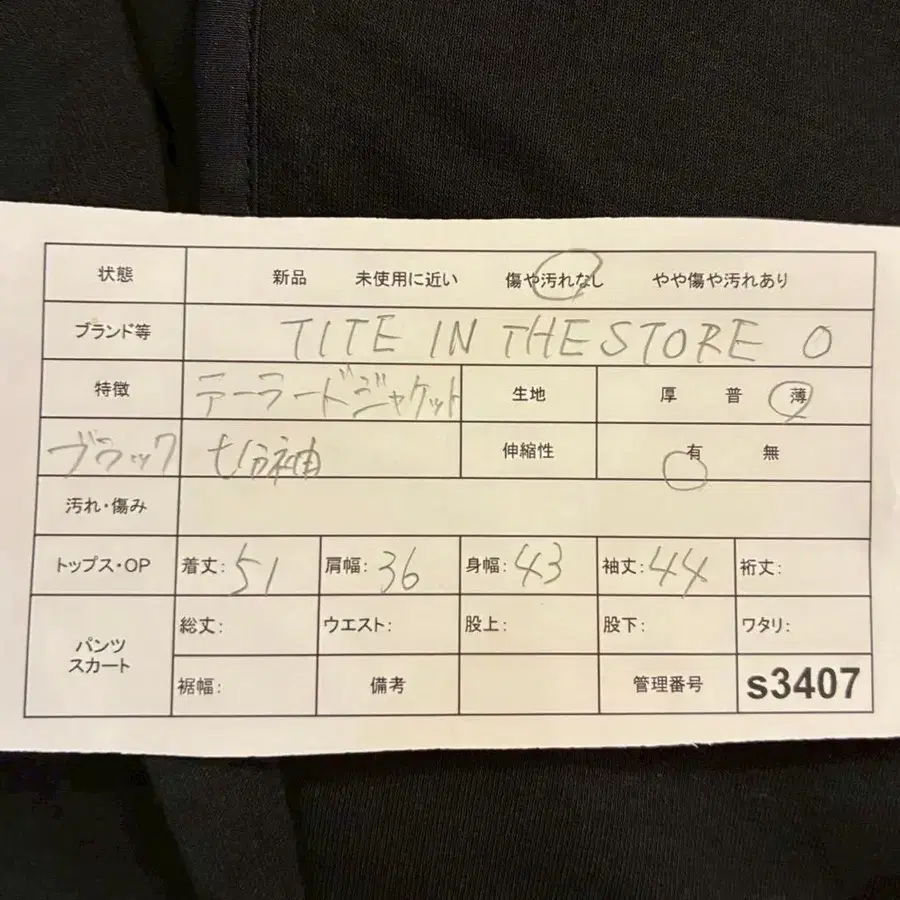 状態 新品 未使用に近い 傷や汚れなし やや傷や汚れあり
ブランド等 TITE IN THE STORE O
特徴 テーラードジャケット 生地 厚 普 薄
ブラック 七分袖 伸縮性 有 無
汚れ・傷み
トップス・OP 着丈: 51 肩幅: 36 身幅: 43 袖丈: 44 裄丈:
パンツ スカート 総丈: ウエスト: 股上: 股下: ワタリ:
裾幅: 備考 管理番号 s3407